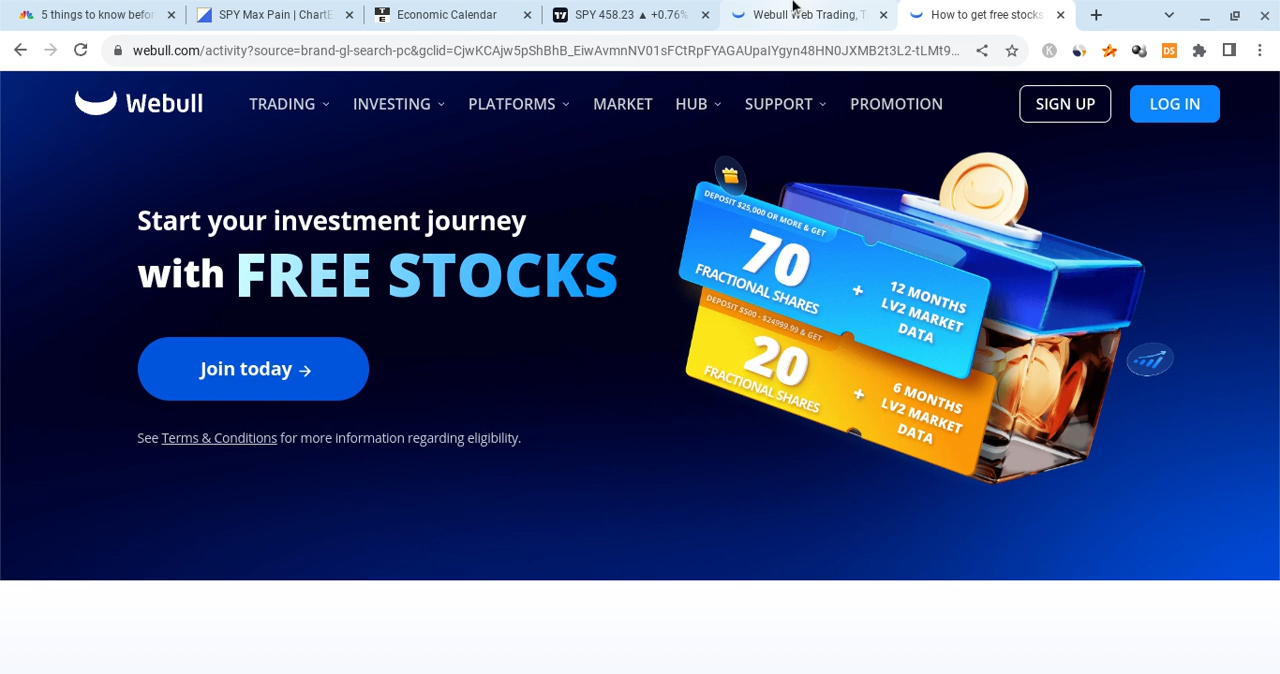 5 things to know befor
SPY Max Pain | ChartE
Economic Calendar
SPY 458.23 ▲ +0.76%
Webull Web Trading, T
How to get free stocks
webull.com/activity?source=brand-gl-search-pc&gclid=CjwKCAjw5pShBhB_EiwAvmnNV01sFCtRpFYAGAUpaIYgyn48HN0JXMB2t3L2-tLMt9...
Webull
TRADING
INVESTING
PLATFORMS
MARKET
HUB
SUPPORT
PROMOTION
SIGN UP
LOG IN
Start your investment journey
with FREE STOCKS
Join today →
See Terms & Conditions for more information regarding eligibility.
DEPOSIT $25,000 OR MORE & GET
70
FRACTIONAL SHARES
+
12 MONTHS
LV2 MARKET
DATA
DEPOSIT $500 - $24999.99 & GET
20
FRACTIONAL SHARES
+
6 MONTHS
LV2 MARKET
DATA